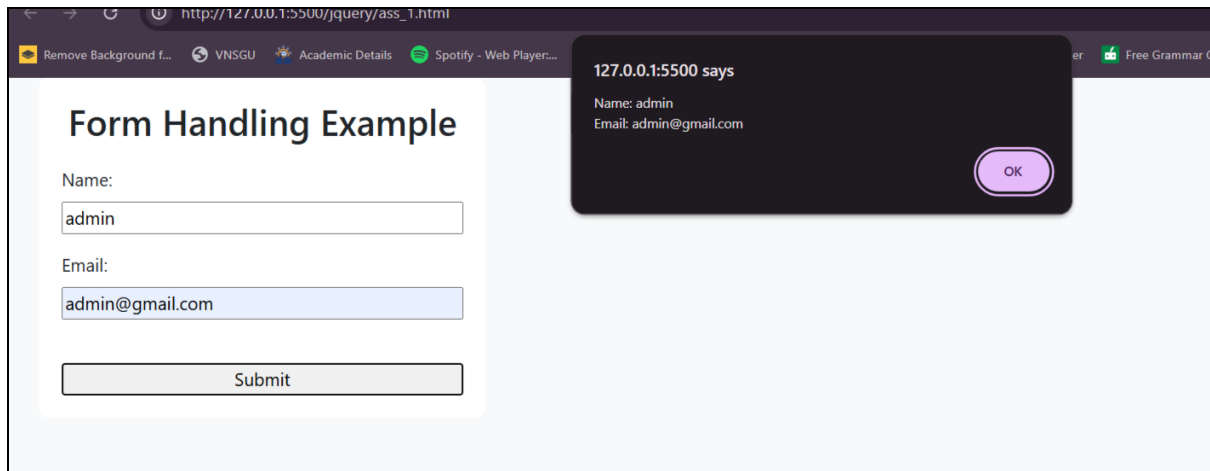 http://127.0.0.1:5500/jquery/ass_1.html
Remove Background f... VNSGU Academic Details Spotify - Web Player:... er Free Grammar
127.0.0.1:5500 says
Name: admin
Email: admin@gmail.com
OK
Form Handling Example
Name:
admin
Email:
admin@gmail.com
Submit